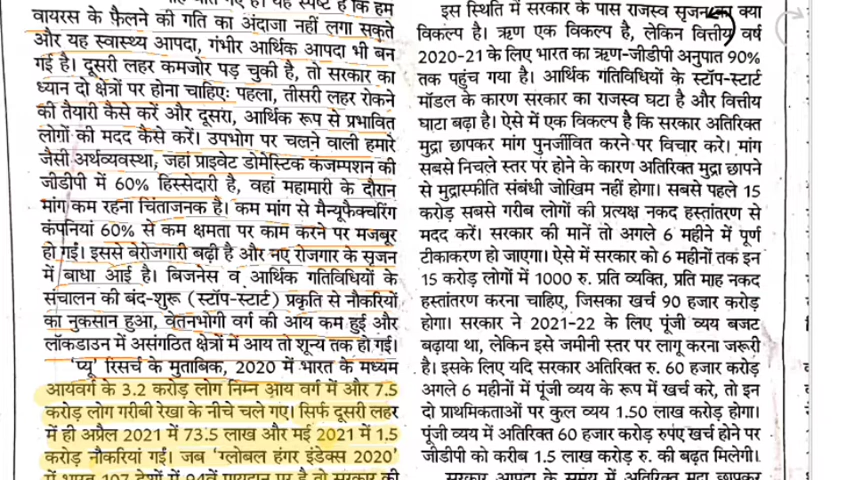 वायरस के फ़ैलने की गति का अंदाजा नहीं लगा सकते
और यह स्वास्थ्य आपदा, गंभीर आर्थिक आपदा भी बन
गई है। दूसरी लहर कमजोर पड़ चुकी है, तो सरकार का
ध्यान दो क्षेत्रों पर होना चाहिए: पहला, तीसरी लहर रोकने
की तैयारी कैसे करें और दूसरा, आर्थिक रूप से प्रभावित
लोगों की मदद कैसे करें। उपभोग पर चलने वाली हमारे
जैसी अर्थव्यवस्था, जहां प्राइवेट डोमेस्टिक कंजम्पशन की
जीडीपी में 60% हिस्सेदारी है, वहां महामारी के दौरान
मांग कम रहना चिंताजनक है। कम मांग से मैन्यूफैक्चरिंग
कंपनियां 60% से कम क्षमता पर काम करने पर मजबूर
हो गईं। इससे बेरोजगारी बढ़ी है और नए रोजगार के सृजन
में बाधा आई है। बिजनेस व आर्थिक गतिविधियों के
संचालन की बंद-शुरू (स्टॉप-स्टार्ट) प्रकृति से नौकरियों
का नुकसान हुआ, वेतनभोगी वर्ग की आय कम हुई और
लॉकडाउन में असंगठित क्षेत्रों में आय तो शून्य तक हो गई।
'प्यू' रिसर्च के मुताबिक, 2020 में भारत के मध्यम
आयवर्ग के 3.2 करोड़ लोग निम्न आय वर्ग में और 7.5
करोड़ लोग गरीबी रेखा के नीचे चले गए। सिर्फ दूसरी लहर
में ही अप्रैल 2021 में 73.5 लाख और मई 2021 में 1.5
करोड़ नौकरियां गईं। जब 'ग्लोबल हंगर इंडेक्स 2020'
में भारत 107 देशों में 94वें पायदान पर है तो सरकार की
इस स्थिति में सरकार के पास राजस्व सृजन का क्या
विकल्प है। ऋण एक विकल्प है, लेकिन वित्तीय वर्ष
2020-21 के लिए भारत का ऋण-जीडीपी अनुपात 90%
तक पहुंच गया है। आर्थिक गतिविधियों के स्टॉप-स्टार्ट
मॉडल के कारण सरकार का राजस्व घटा है और वित्तीय
घाटा बढ़ा है। ऐसे में एक विकल्प है कि सरकार अतिरिक्त
मुद्रा छापकर मांग पुनर्जीवित करने पर विचार करे। मांग
सबसे निचले स्तर पर होने के कारण अतिरिक्त मुद्रा छापने
से मुद्रास्फीति संबंधी जोखिम नहीं होगा। सबसे पहले 15
करोड़ सबसे गरीब लोगों की प्रत्यक्ष नकद हस्तांतरण से
मदद करें। सरकार की मानें तो अगले 6 महीने में पूर्ण
टीकाकरण हो जाएगा। ऐसे में सरकार को 6 महीनों तक इन
15 करोड़ लोगों में 1000 रु. प्रति व्यक्ति, प्रति माह नकद
हस्तांतरण करना चाहिए, जिसका खर्च 90 हजार करोड़
होगा। सरकार ने 2021-22 के लिए पूंजी व्यय बजट
बढ़ाया था, लेकिन इसे जमीनी स्तर पर लागू करना जरूरी
है। इसके लिए यदि सरकार अतिरिक्त रु. 60 हजार करोड़
अगले 6 महीनों में पूंजी व्यय के रूप में खर्च करे, तो इन
दो प्राथमिकताओं पर कुल व्यय 1.50 लाख करोड़ होगा।
पूंजी व्यय में अतिरिक्त 60 हजार करोड़ रुपए खर्च होने पर
जीडीपी को करीब 1.5 लाख करोड़ रु. की बढ़त मिलेगी।
सरकार आपदा के समय में अतिरिक्त मुद्रा छापकर